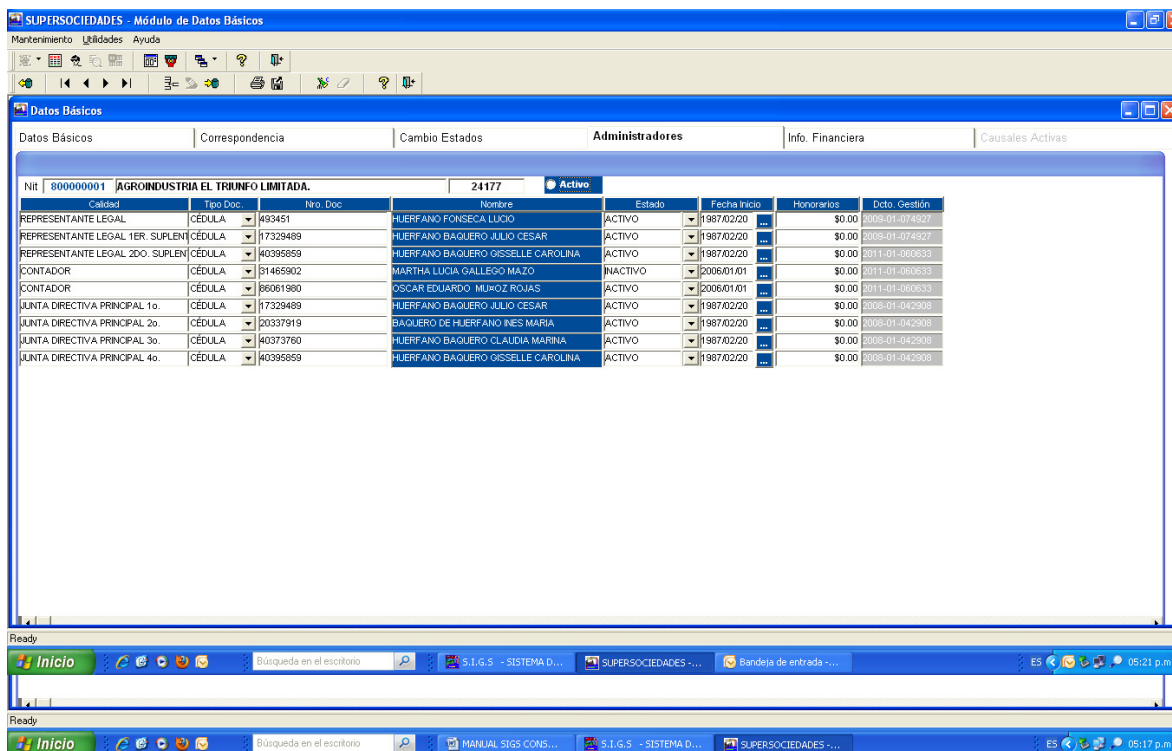 SUPERSOCIEDADES - Módulo de Datos Básicos
Mantenimiento Utilidades Ayuda
Datos Básicos
Datos Básicos Correspondencia Cambio Estados Administradores Info. Financiera Causales Activas
Nit 800000001 AGROINDUSTRIA EL TRIUNFO LIMITADA. 24177 Activo
Calidad Tipo Doc. Nro. Doc Nombre Estado Fecha Inicio Honorarios Dcto. Gestión
REPRESENTANTE LEGAL CÉDULA 493451 HUERFANO FONSECA LUCIO ACTIVO 1987/02/20 ... $0.00 2009-01-074927
REPRESENTANTE LEGAL 1ER. SUPLENT CÉDULA 17329489 HUERFANO BAQUERO JULIO CESAR ACTIVO 1987/02/20 ... $0.00 2009-01-074927
REPRESENTANTE LEGAL 2DO. SUPLEN CÉDULA 40395859 HUERFANO BAQUERO GISSELLE CAROLINA ACTIVO 1987/02/20 ... $0.00 2011-01-060633
CONTADOR CÉDULA 31465902 MARTHA LUCIA GALLEGO MAZO INACTIVO 2006/01/01 ... $0.00 2011-01-060633
CONTADOR CÉDULA 86061980 OSCAR EDUARDO MU¤OZ ROJAS ACTIVO 2006/01/01 ... $0.00 2011-01-060633
JUNTA DIRECTIVA PRINCIPAL 1o. CÉDULA 17329489 HUERFANO BAQUERO JULIO CESAR ACTIVO 1987/02/20 ... $0.00 2008-01-042908
JUNTA DIRECTIVA PRINCIPAL 2o. CÉDULA 20337919 BAQUERO DE HUERFANO INES MARIA ACTIVO 1987/02/20 ... $0.00 2008-01-042908
JUNTA DIRECTIVA PRINCIPAL 3o. CÉDULA 40373760 HUERFANO BAQUERO CLAUDIA MARINA ACTIVO 1987/02/20 ... $0.00 2008-01-042908
JUNTA DIRECTIVA PRINCIPAL 4o. CÉDULA 40395859 HUERFANO BAQUERO GISSELLE CAROLINA ACTIVO 1987/02/20 ... $0.00 2008-01-042908
Ready
Inicio Búsqueda en el escritorio S.I.G.S - SISTEMA D... SUPERSOCIEDADES -... Bandeja de entrada -... ES 05:21 p.m
Ready
Inicio Búsqueda en el escritorio MANUAL SIGS CONS... S.I.G.S - SISTEMA D... SUPERSOCIEDADES -... ES 05:17 p.m